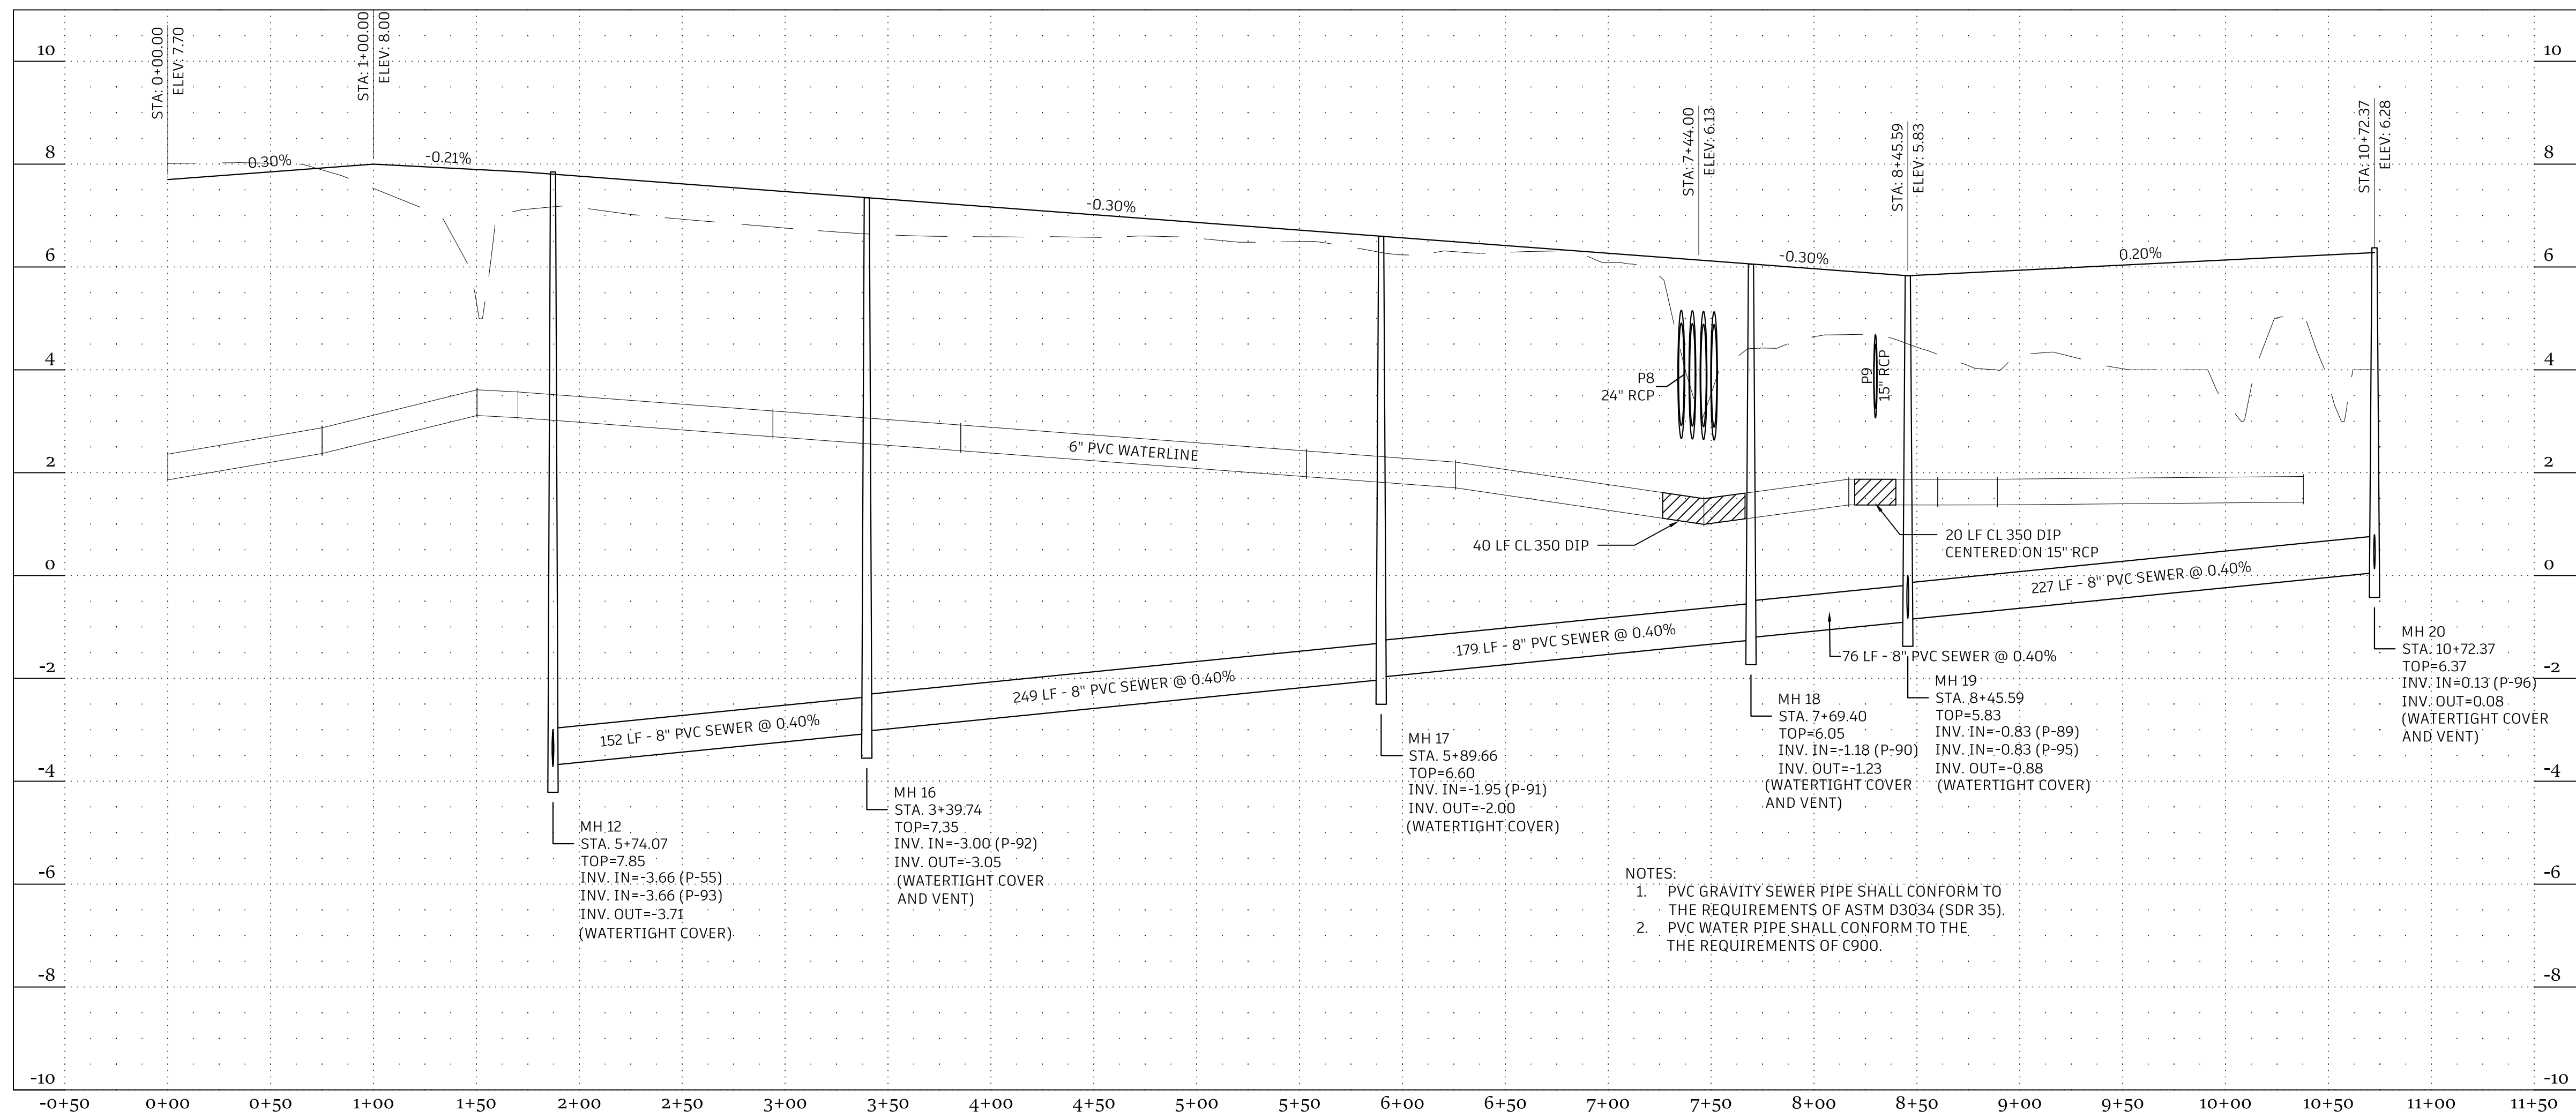 STA: 0+00.00
ELEV: 7.70
STA: 1+00.00
ELEV: 8.00
STA: 7+44.00
ELEV: 6.13
STA: 8+45.59
ELEV: 5.83
STA: 10+72.37
ELEV: 6.28
10
8
6
4
2
0
-2
-4
-6
-8
-10
10
8
6
4
2
0
-2
-4
-6
-8
-10
0.30%
-0.21%
-0.30%
-0.30%
0.20%
P8
24" RCP
P9
15" RCP
6" PVC WATERLINE
40 LF CL 350 DIP
20 LF CL 350 DIP
CENTERED ON 15" RCP
152 LF - 8" PVC SEWER @ 0.40%
249 LF - 8" PVC SEWER @ 0.40%
179 LF - 8" PVC SEWER @ 0.40%
76 LF - 8" PVC SEWER @ 0.40%
227 LF - 8" PVC SEWER @ 0.40%
MH 12
STA. 5+74.07
TOP=7.85
INV. IN=-3.66 (P-55)
INV. IN=-3.66 (P-93)
INV. OUT=-3.71
(WATERTIGHT COVER)
MH 16
STA. 3+39.74
TOP=7.35
INV. IN=-3.00 (P-92)
INV. OUT=-3.05
(WATERTIGHT COVER
AND VENT)
MH 17
STA. 5+89.66
TOP=6.60
INV. IN=-1.95 (P-91)
INV. OUT=-2.00
(WATERTIGHT COVER)
MH 18
STA. 7+69.40
TOP=6.05
INV. IN=-1.18 (P-90)
INV. OUT=-1.23
(WATERTIGHT COVER
AND VENT)
MH 19
STA. 8+45.59
TOP=5.83
INV. IN=-0.83 (P-89)
INV. IN=-0.83 (P-95)
INV. OUT=-0.88
(WATERTIGHT COVER)
MH 20
STA. 10+72.37
TOP=6.37
INV. IN=0.13 (P-96)
INV. OUT=0.08
(WATERTIGHT COVER
AND VENT)
NOTES:
1. PVC GRAVITY SEWER PIPE SHALL CONFORM TO
THE REQUIREMENTS OF ASTM D3034 (SDR 35).
2. PVC WATER PIPE SHALL CONFORM TO THE
THE REQUIREMENTS OF C900.
-0+50 0+00 0+50 1+00 1+50 2+00 2+50 3+00 3+50 4+00 4+50 5+00 5+50 6+00 6+50 7+00 7+50 8+00 8+50 9+00 9+50 10+00 10+50 11+00 11+50